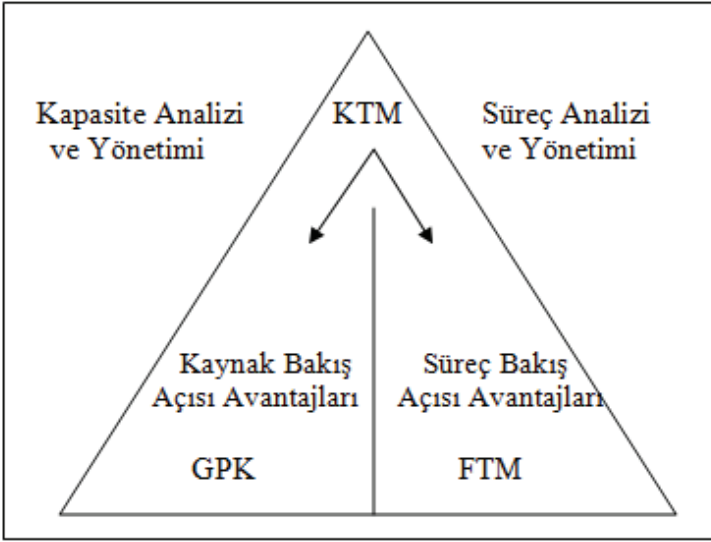 Kapasite Analizi
ve Yönetimi
KTM
Süreç Analizi
ve Yönetimi
Kaynak Bakış
Açısı Avantajları
Süreç Bakış
Açısı Avantajları
GPK
FTM